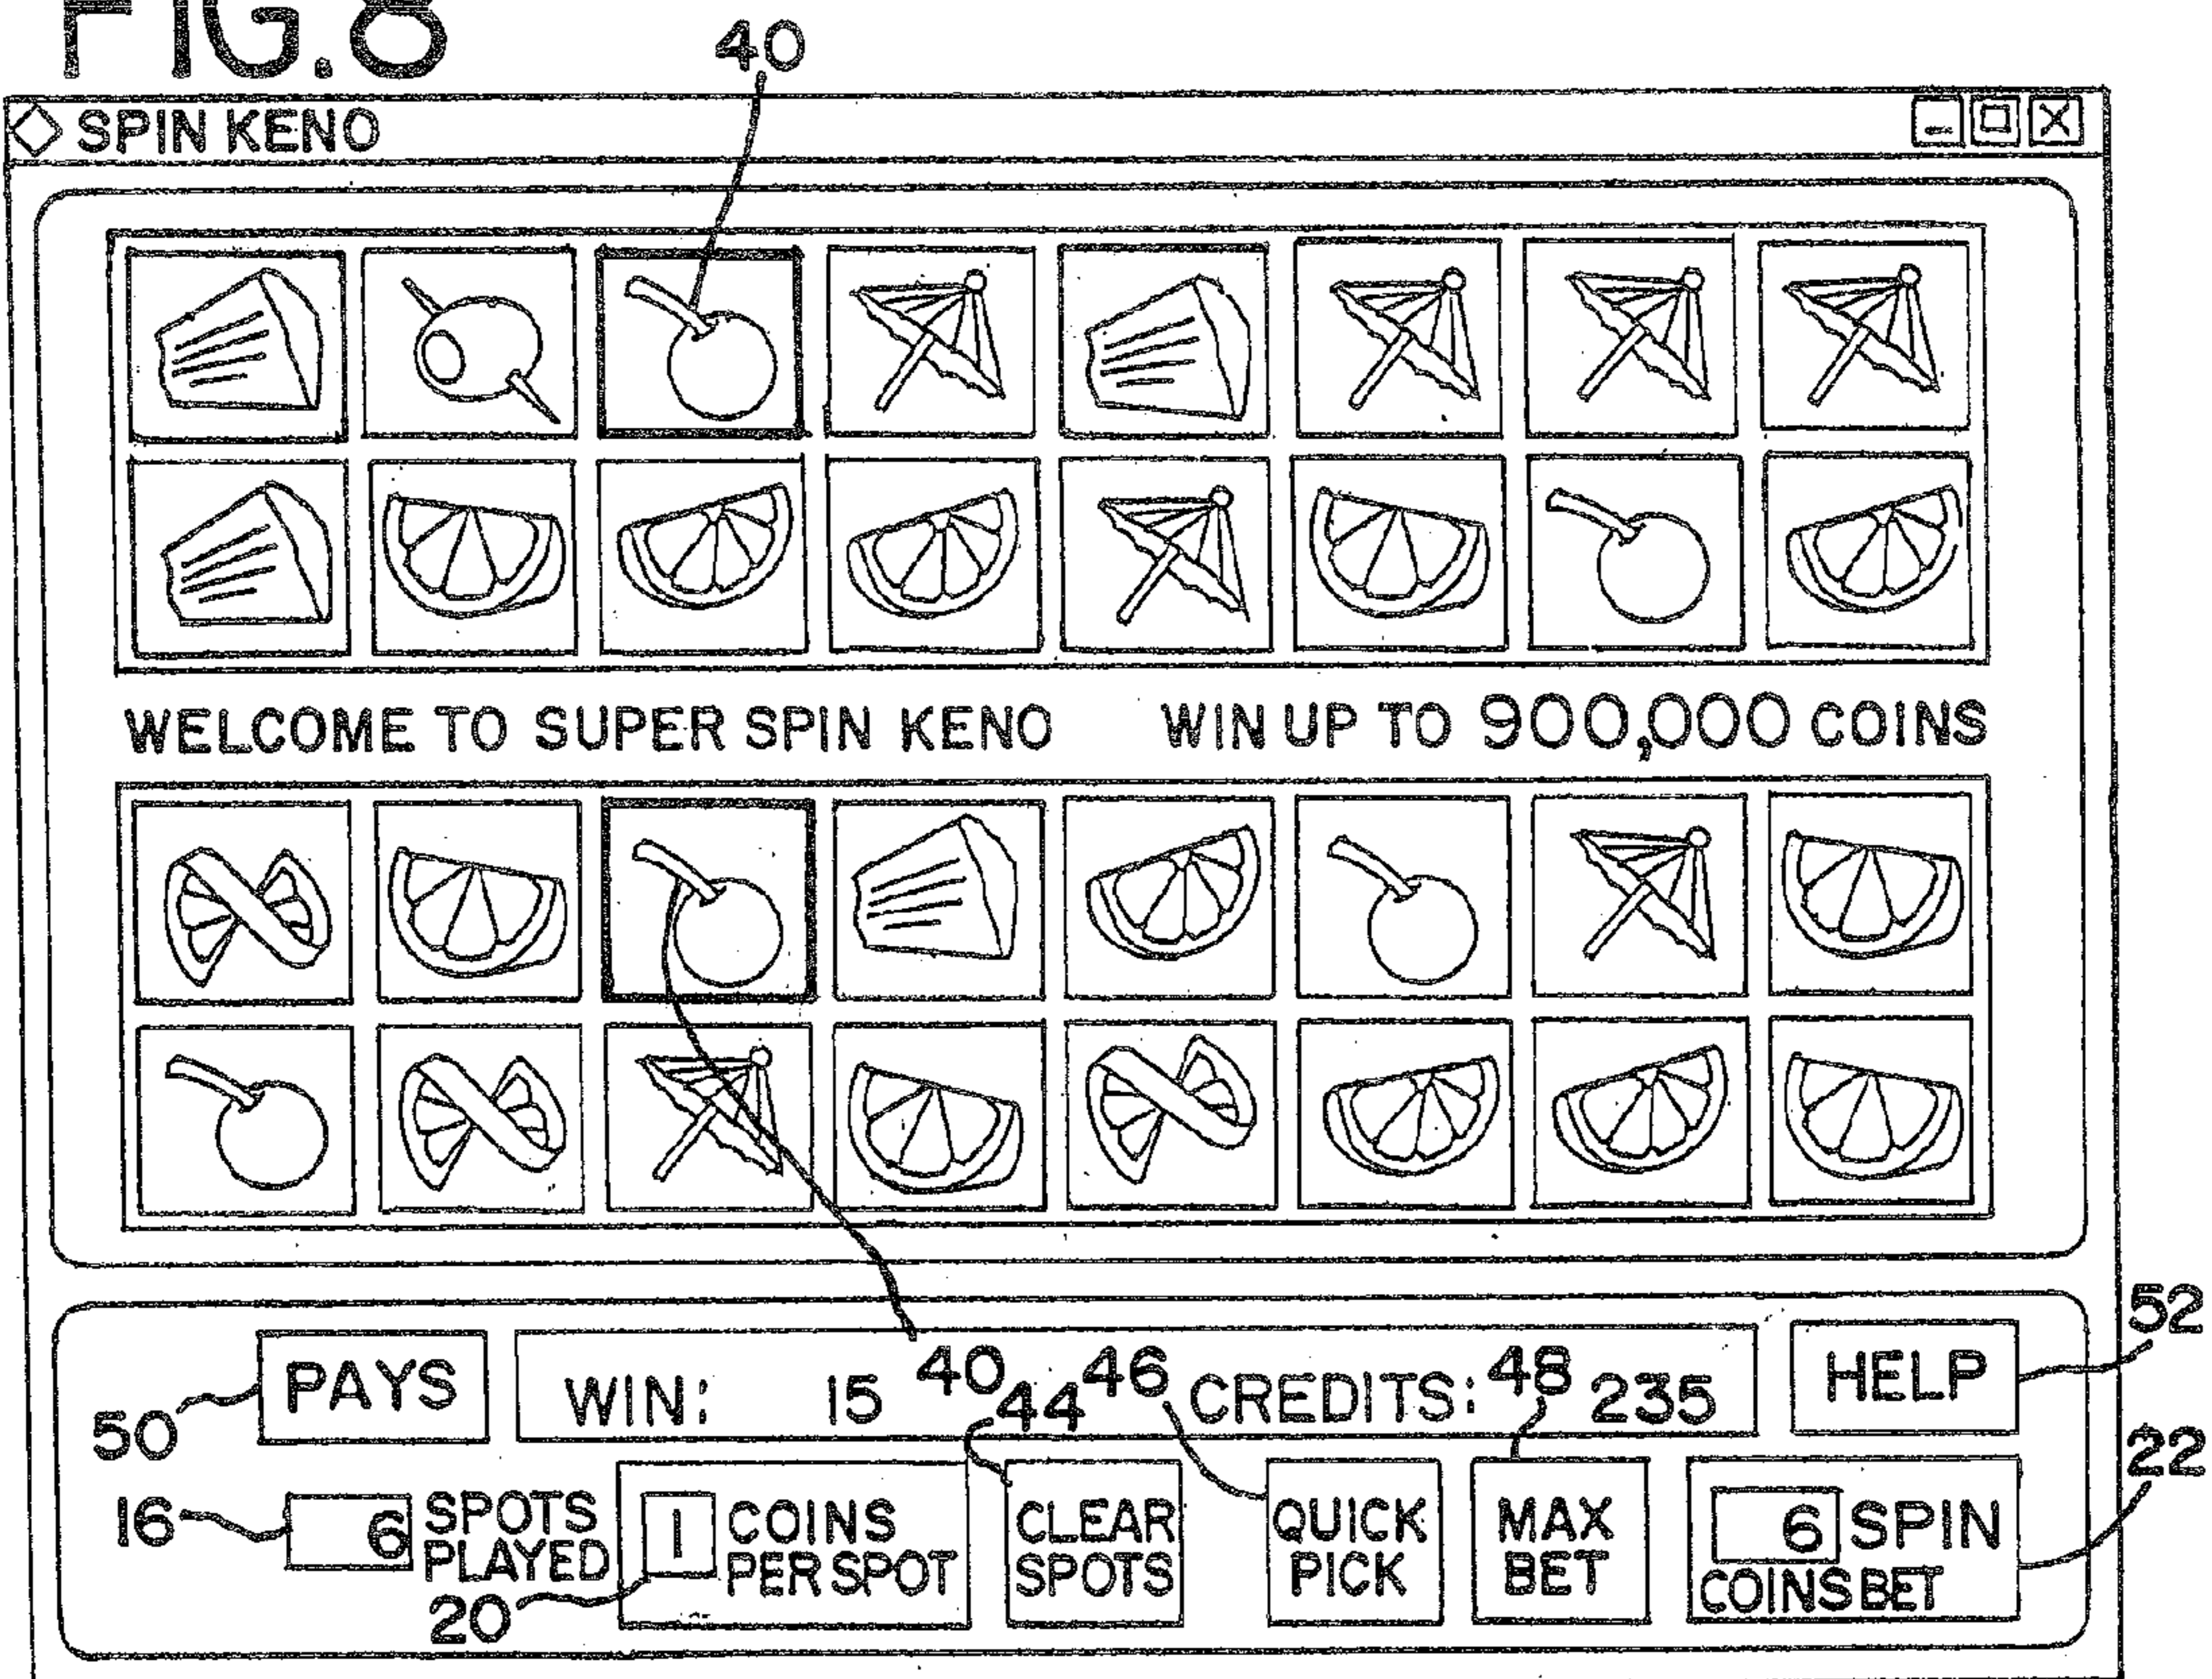 FIG.8
40
SPIN KENO
WELCOME TO SUPER SPIN KENO WIN UP TO 900,000 COINS
52
PAYS
WIN: 15 40 44 46 CREDITS: 48 235
HELP
50
22
16
6 SPOTS PLAYED
1 COINS PER SPOT
CLEAR SPOTS
QUICK PICK
MAX BET
6 SPIN
COINS BET
20